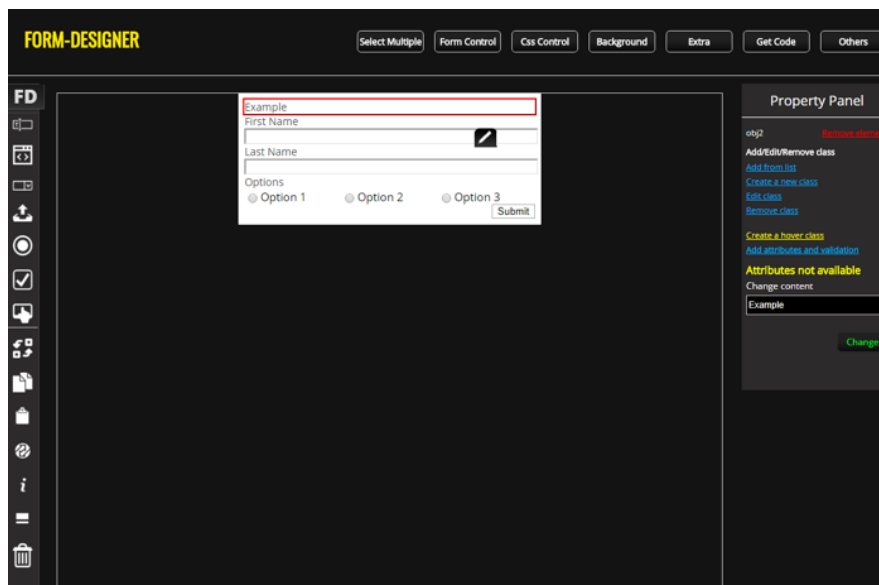 FORM-DESIGNER
Select Multiple Form Control Css Control Background Extra Get Code Others
FD
Example
First Name
Last Name
Options
Option 1 Option 2 Option 3
Submit
Property Panel
obj2 Remove eleme
Add/Edit/Remove class
Add from list
Create a new class
Edit class
Remove class
Create a hover class
Add attributes and validation
Attributes not available
Change content
Example
Change
i